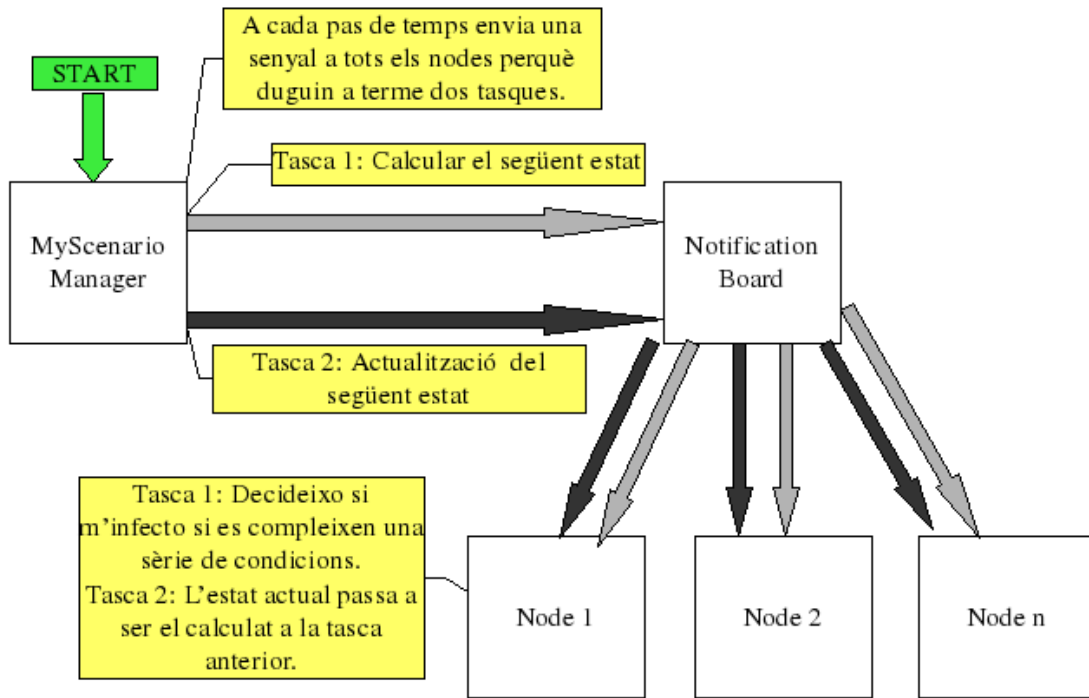 A cada pas de temps envia una
senyal a tots els nodes perquè
duguin a terme dos tasques.
START
Tasca 1: Calcular el següent estat
MyScenario
Manager
Notification
Board
Tasca 2: Actualització del
següent estat
Tasca 1: Decideixo si
m'infecto si es compleixen una
sèrie de condicions.
Tasca 2: L'estat actual passa a
ser el calculat a la tasca
anterior.
Node 1
Node 2
Node n